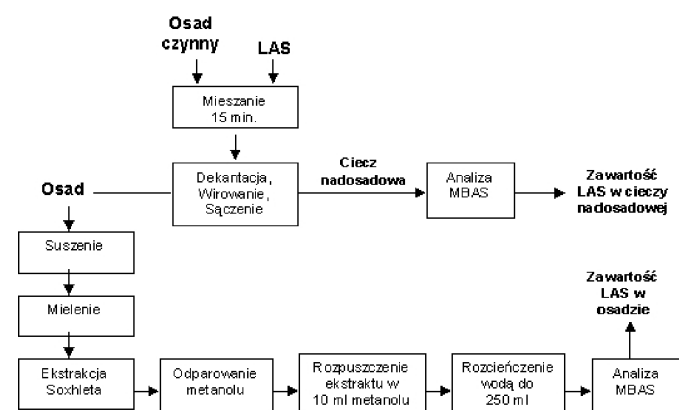 Osad
czynny
LAS
Mieszanie
15 min.
Dekantacja,
Wirowanie,
Sączenie
Ciecz
nadosadowa
Analiza
MBAS
Zawartość
LAS w cieczy
nadosadowej
Osad
Suszenie
Mielenie
Ekstrakcja
Soxhleta
Odparowanie
metanolu
Rozpuszczenie
ekstraktu w
10 ml metanolu
Rozcieńczenie
wodą do
250 ml
Analiza
MBAS
Zawartość
LAS w
osadzie